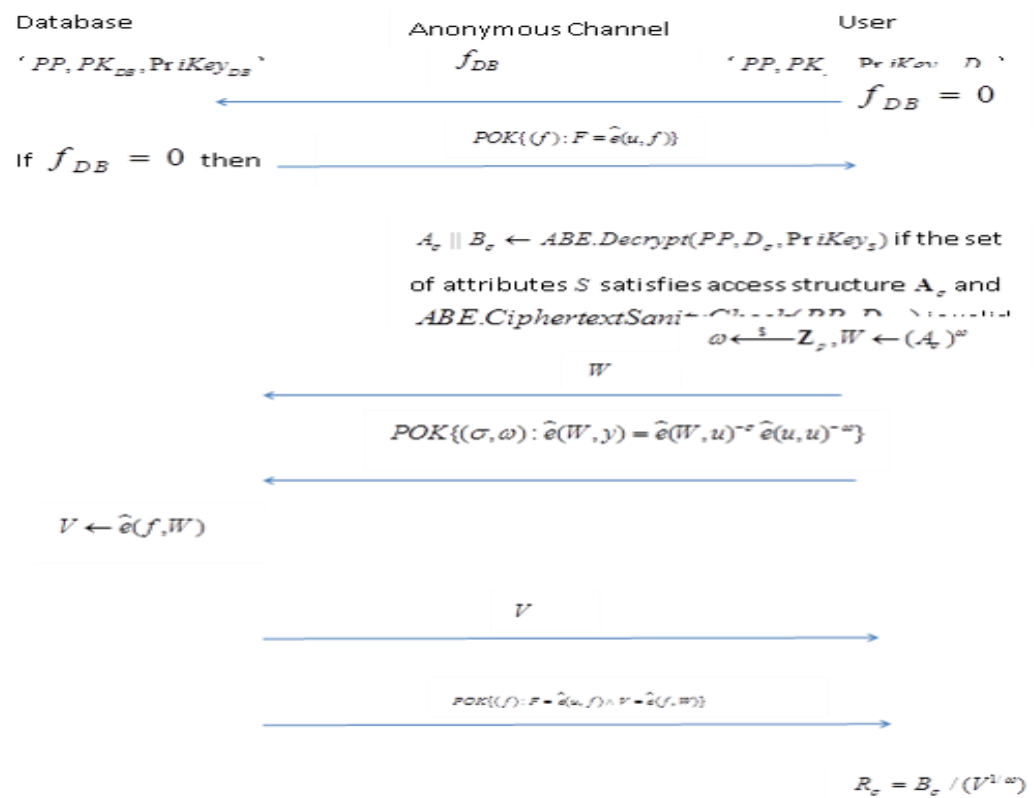 Database Anonymous Channel User
‘ PP, PK_DB, PriKey_DB ` f_DB ‘ PP, PK
f_DB = 0
POK{(f): F = ê(u, f)}
If f_DB = 0 then
A_σ || B_σ ← ABE.Decrypt(PP, D_σ, PriKey_s) if the set
of attributes S satisfies access structure A_σ and
ω ←$ Z_p, W ← (A_σ)^ω
W
POK{(σ, ω): ê(W, y) = ê(W, u)^-σ ê(u, u)^-ω}
V ← ê(f, W)
V
POK{(f): F = ê(u, f) ∧ V = ê(f, W)}
R_σ = B_σ / (V^1/ω)